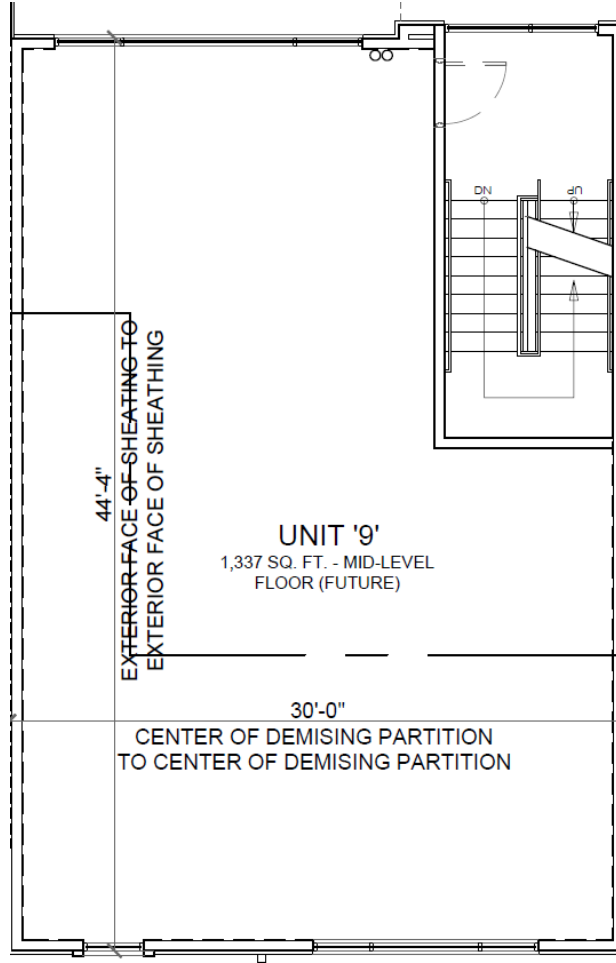 DN
UP
44'-4"
EXTERIOR FACE OF SHEATING TO
EXTERIOR FACE OF SHEATHING
UNIT '9'
1,337 SQ. FT. - MID-LEVEL
FLOOR (FUTURE)
30'-0"
CENTER OF DEMISING PARTITION
TO CENTER OF DEMISING PARTITION